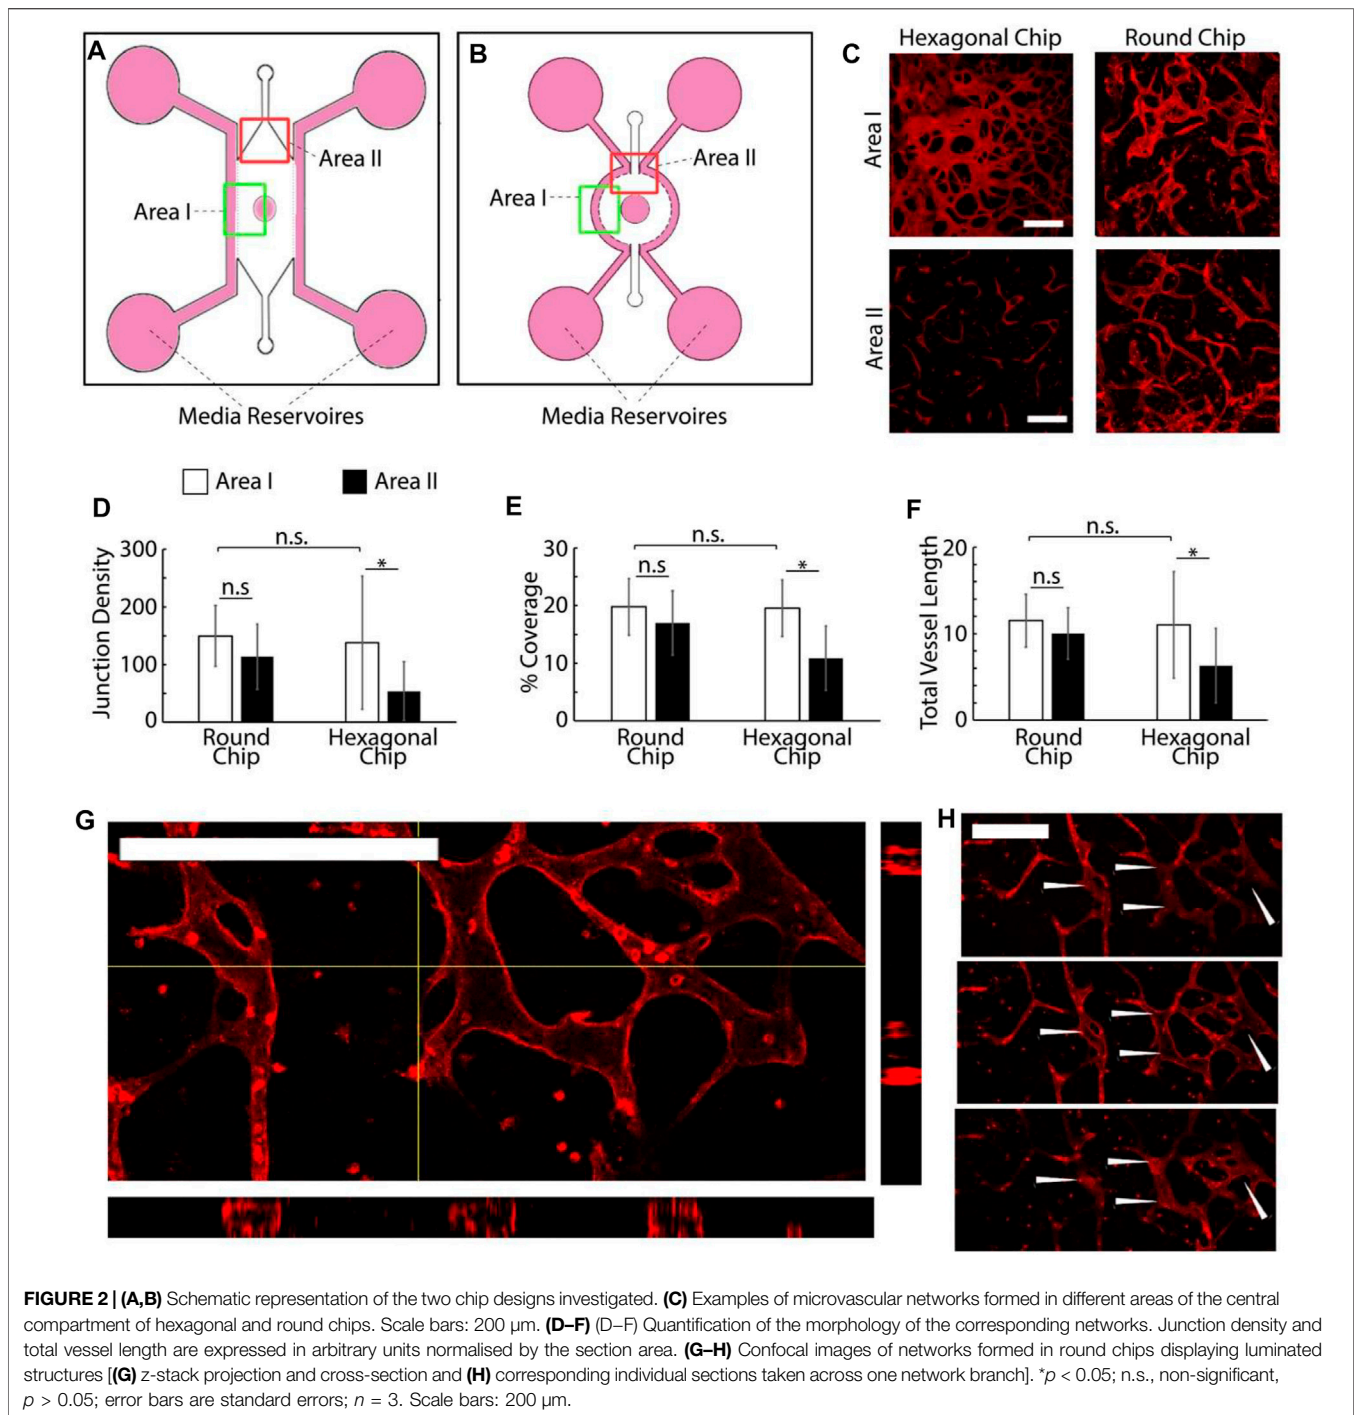 A
Area II
Area I
Media Reservoires
B
Area II
Area I
Media Reservoires
C
Hexagonal Chip Round Chip
Area I
Area II
Area I Area II
D
Junction Density
300
200
100
0
n.s.
n.s
*
Round Chip
Hexagonal Chip
E
% Coverage
30
20
10
0
n.s.
n.s
*
Round Chip
Hexagonal Chip
F
Total Vessel Length
20
10
0
n.s.
n.s
*
Round Chip
Hexagonal Chip
G
H
FIGURE 2 | (A,B) Schematic representation of the two chip designs investigated. (C) Examples of microvascular networks formed in different areas of the central
compartment of hexagonal and round chips. Scale bars: 200 µm. (D–F) (D–F) Quantification of the morphology of the corresponding networks. Junction density and
total vessel length are expressed in arbitrary units normalised by the section area. (G–H) Confocal images of networks formed in round chips displaying luminated
structures [(G) z-stack projection and cross-section and (H) corresponding individual sections taken across one network branch]. *p < 0.05; n.s., non-significant,
p > 0.05; error bars are standard errors; n = 3. Scale bars: 200 µm.